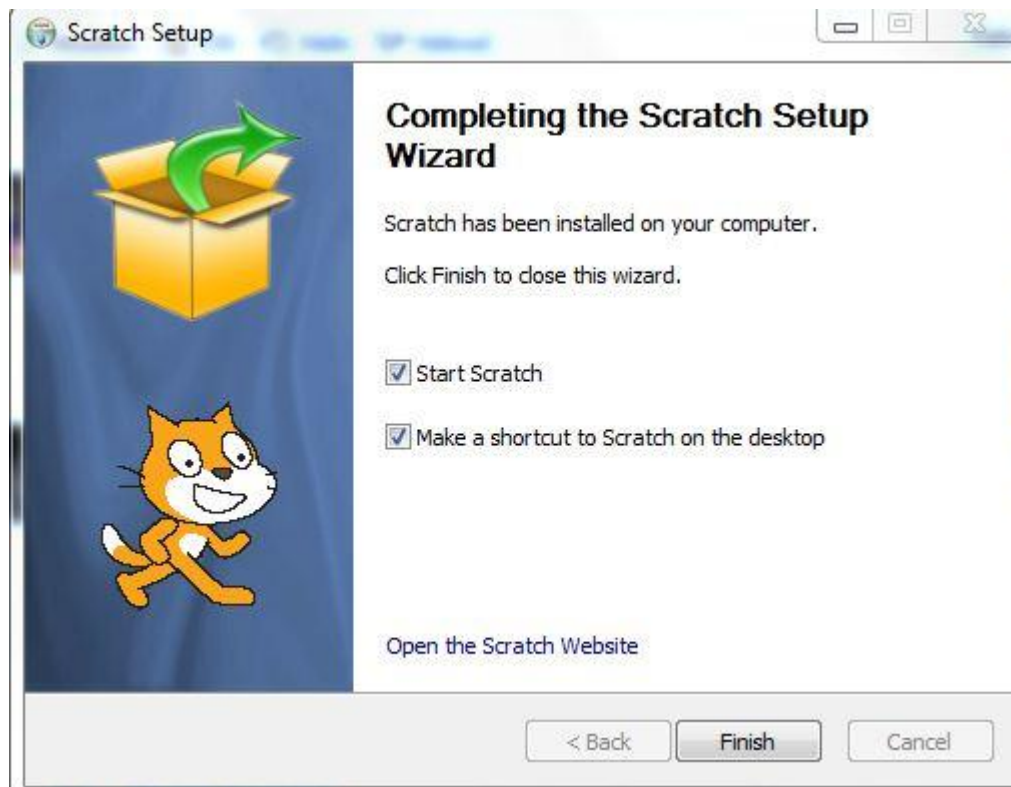 Scratch Setup
Completing the Scratch Setup
Wizard
Scratch has been installed on your computer.
Click Finish to close this wizard.
Start Scratch
Make a shortcut to Scratch on the desktop
Open the Scratch Website
< Back Finish Cancel